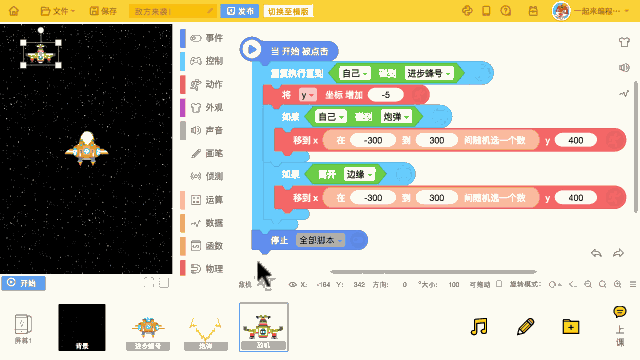 文件
保存
敌方来袭!
发布
切换至横版
一起来编程...
事件
控制
动作
外观
声音
画笔
侦测
运算
数据
函数
物理
当 开始 被点击
重复执行直到 自己 碰到 进步蜂号
将 y 坐标 增加 -5
如果 自己 碰到 炮弹
移到 x 在 -300 到 300 间随机选一个数 y 400
如果 离开 边缘
移到 x 在 -300 到 300 间随机选一个数 y 400
停止 全部脚本
开始
敌机 X: -164 Y: 342 方向: 0 °大小: 100 可拖动 旋转模式:
屏幕1
背景
进步蜂号
炮弹
敌机
上课